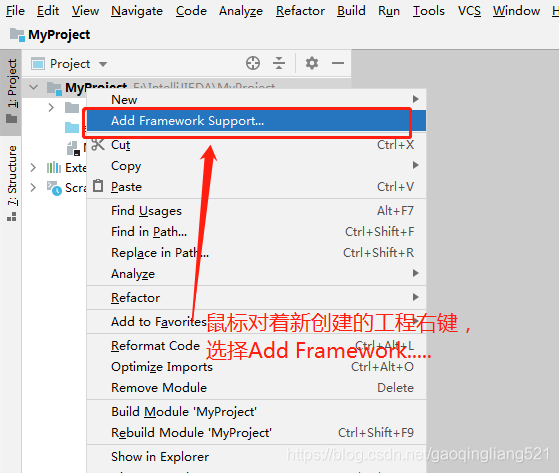 File Edit View Navigate Code Analyze Refactor Build Run Tools VCS Window H
MyProject
1: Project
Project
MyProject E:\IntelliJIEDA\MyProject
New
Add Framework Support...
Cut Ctrl+X
Copy
Exte
Paste Ctrl+V
Scra
7: Structure
Find Usages Alt+F7
Find in Path... Ctrl+Shift+F
Replace in Path... Ctrl+Shift+R
Analyze
Refactor
Add to Favorites
鼠标对着新创建的工程右键，
Reformat Code Ctrl+Alt+L
选择Add Framework.....
Optimize Imports Ctrl+Alt+O
Remove Module Delete
Build Module 'MyProject'
Rebuild Module 'MyProject' Ctrl+Shift+F9
https://blog.csdn.net/gaoqingliang521
Show in Explorer